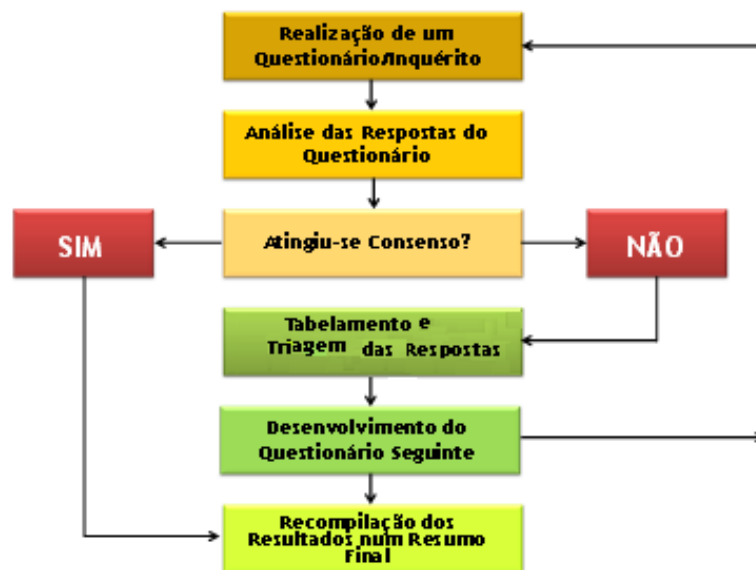 Realização de um
Questionário/Inquérito
Análise das Respostas do
Questionário
SIM
Atingiu-se Consenso?
NÃO
Tabelamento e
Triagem das Respostas
Desenvolvimento do
Questionário Seguinte
Recompilação dos
Resultados num Resumo
Final